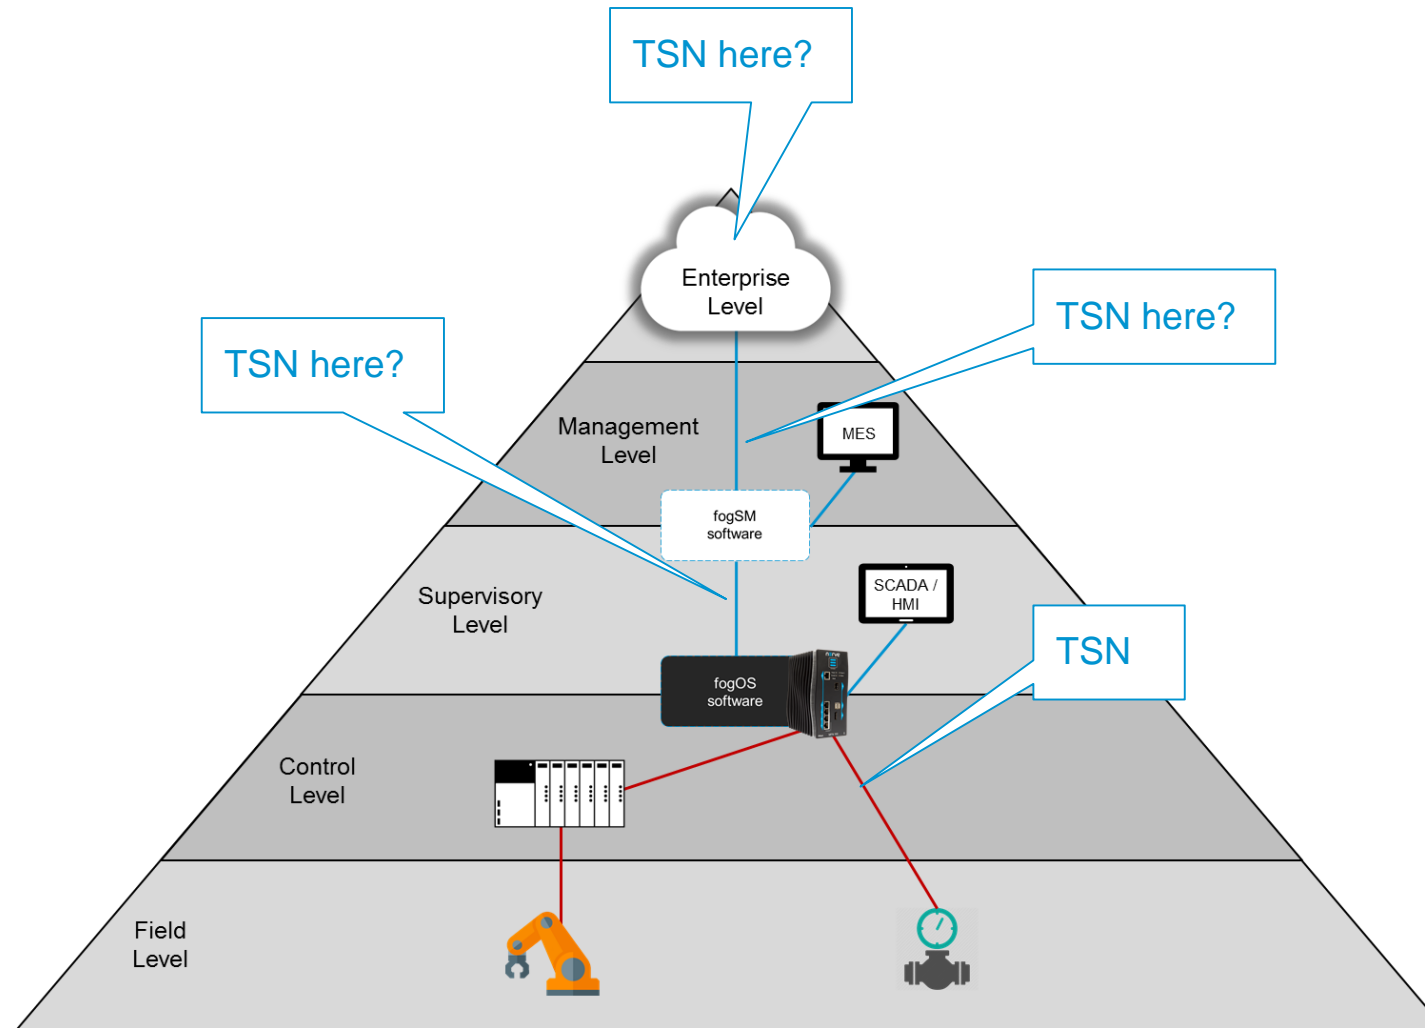 TSN here?
Enterprise
Level
TSN here?
TSN here?
Management
Level
MES
fogSM
software
Supervisory
Level
SCADA /
HMI
TSN
fogOS
software
Control
Level
Field
Level